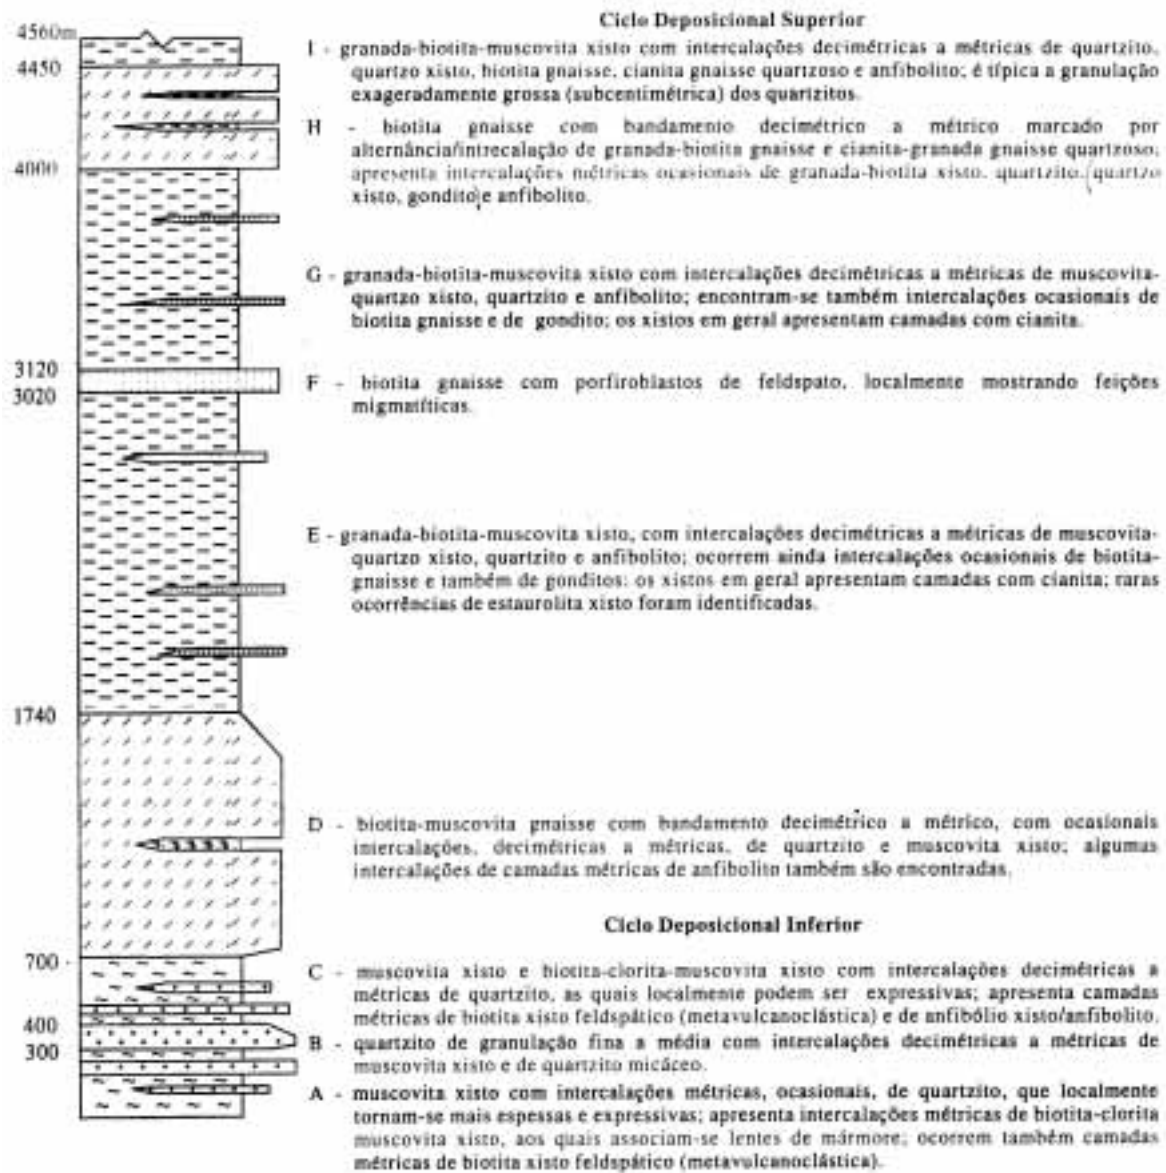 Ciclo Deposicional Superior
4560m
4450
4000
3120
3020
1740
700
400
300
I - granada-biotita-muscovita xisto com intercalações decimétricas a métricas de quartzito,
quartzo xisto, biotita gnaisse, cianita gnaisse quartzoso e anfibolito; é típica a granulação
exageradamente grossa (subcentimétrica) dos quartzitos.
H - biotita gnaisse com bandamento decimétrico a métrico marcado por
alternância/intrecalação de granada-biotita gnaisse e cianita-granada gnaisse quartzoso;
apresenta intercalações métricas ocasionais de granada-biotita xisto, quartzito, quartzo
xisto, gondito e anfibolito.
G - granada-biotita-muscovita xisto com intercalações decimétricas a métricas de muscovita-
quartzo xisto, quartzito e anfibolito; encontram-se também intercalações ocasionais de
biotita gnaisse e de gondito; os xistos em geral apresentam camadas com cianita.
F - biotita gnaisse com porfiroblastos de feldspato, localmente mostrando feições
migmatíticas.
E - granada-biotita-muscovita xisto, com intercalações decimétricas a métricas de muscovita-
quartzo xisto, quartzito e anfibolito; ocorrem ainda intercalações ocasionais de biotita-
gnaisse e também de gonditos; os xistos em geral apresentam camadas com cianita; raras
ocorrências de estaurolita xisto foram identificadas.
D - biotita-muscovita gnaisse com bandamento decimétrico a métrico, com ocasionais
intercalações, decimétricas a métricas, de quartzito e muscovita xisto; algumas
intercalações de camadas métricas de anfibolito também são encontradas.
Ciclo Deposicional Inferior
C - muscovita xisto e biotita-clorita-muscovita xisto com intercalações decimétricas a
métricas de quartzito, as quais localmente podem ser expressivas; apresenta camadas
métricas de biotita xisto feldspático (metavulcanoclástica) e de anfibólio xisto/anfibolito.
B - quartzito de granulação fina a média com intercalações decimétricas a métricas de
muscovita xisto e de quartzito micáceo.
A - muscovita xisto com intercalações métricas, ocasionais, de quartzito, que localmente
tornam-se mais espessas e expressivas; apresenta intercalações métricas de biotita-clorita
muscovita xisto, aos quais associam-se lentes de mármore; ocorrem também camadas
métricas de biotita xisto feldspático (metavulcanoclástica).